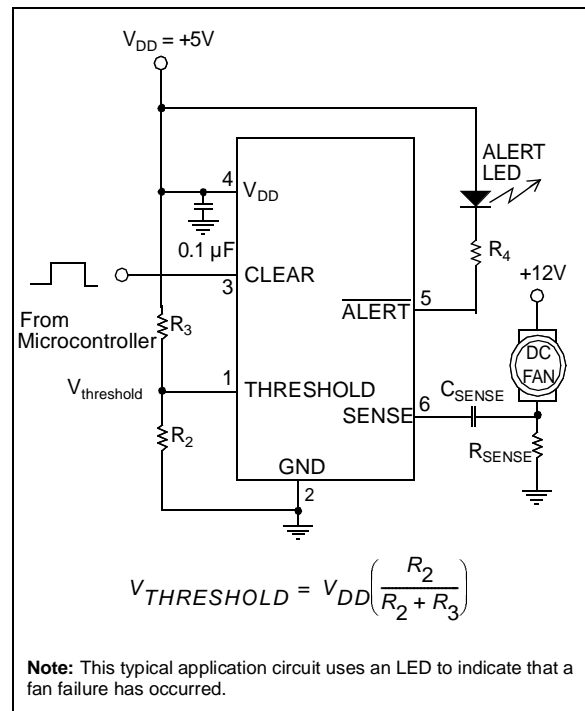 V_DD = +5V
ALERT
LED
4
V_DD
0.1 µF
R_4
CLEAR
3
+12V
5
From
Microcontroller
R_3
ALERT
DC
FAN
V_threshold
1
THRESHOLD
C_SENSE
6
SENSE
R_2
R_SENSE
GND
2
V_THRESHOLD = V_DD(R_2 / (R_2 + R_3))
Note: This typical application circuit uses an LED to indicate that a
fan failure has occurred.